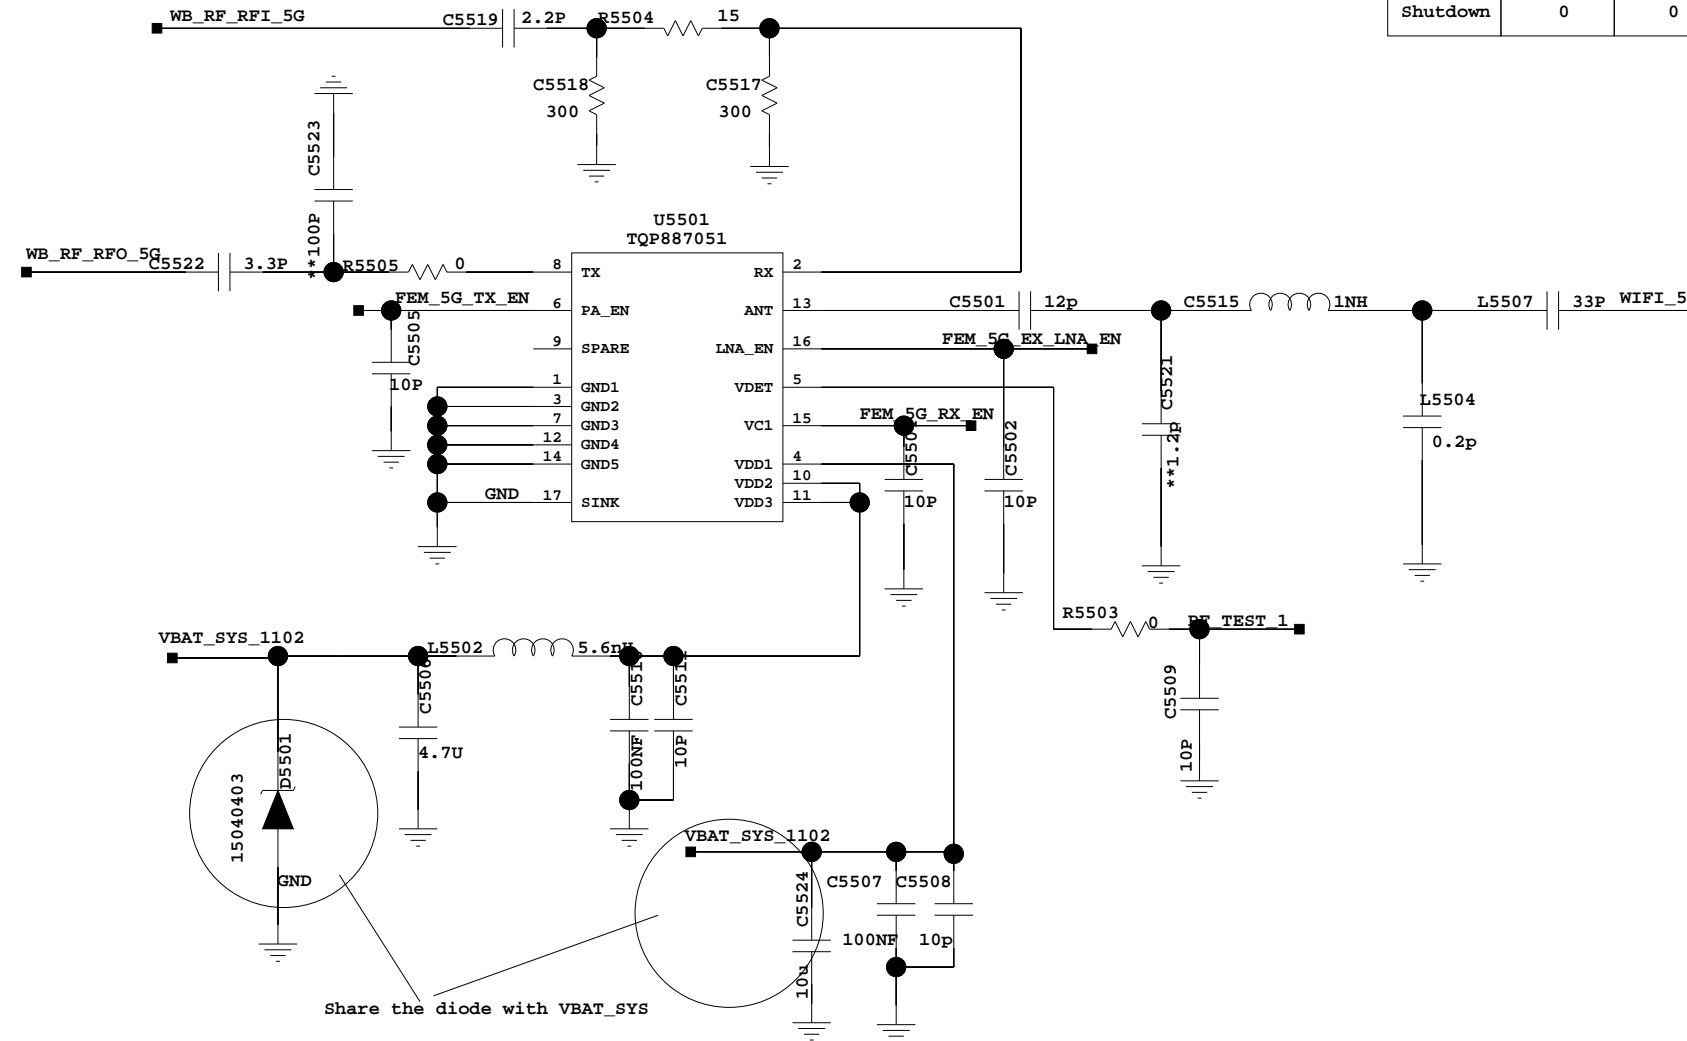 WB_RF_RFI_5G
C5519
2.2P
R5504
15
Shutdown
0
0
C5518
300
C5517
300
C5523
**100P
U5501
TQP887051
WB_RF_RFO_5G
C5522
3.3P
R5505
0
8
TX
RX
2
FEM_5G_TX_EN
6
PA_EN
ANT
13
C5501
12p
C5515
1NH
L5507
33P
WIFI_5
C5505
10P
9
SPARE
LNA_EN
16
FEM_5G_EX_LNA_EN
1
GND1
VDET
5
3
GND2
7
GND3
VC1
15
FEM_5G_RX_EN
12
GND4
14
GND5
VDD1
4
VDD2
10
GND
17
SINK
VDD3
11
10P
C5502
10P
C5521
**1.2p
L5504
0.2p
R5503
0
RF_TEST_1
C5509
10P
VBAT_SYS_1102
L5502
C5506
4.7U
100NF
10P
D5501
15040403
GND
VBAT_SYS_1102
C5524
10u
C5507
100NF
C5508
10p
Share the diode with VBAT_SYS